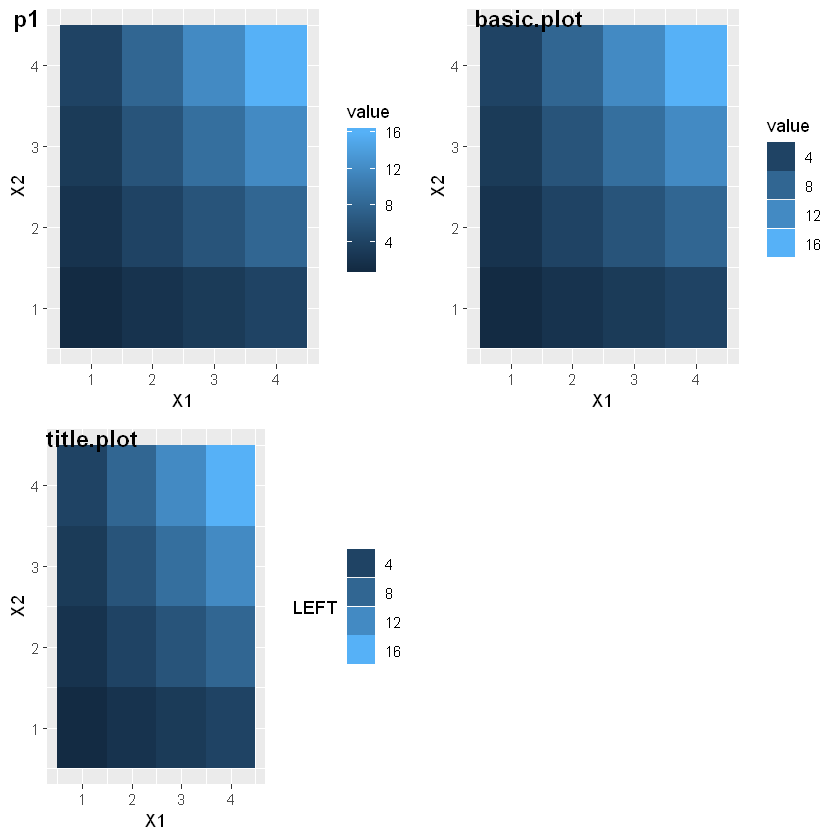 p1
4
3
2
1
X2
1 2 3 4
X1
value
16
12
8
4
basic.plot
4
3
2
1
X2
1 2 3 4
X1
value
4
8
12
16
title.plot
4
3
2
1
X2
1 2 3 4
X1
LEFT
4
8
12
16